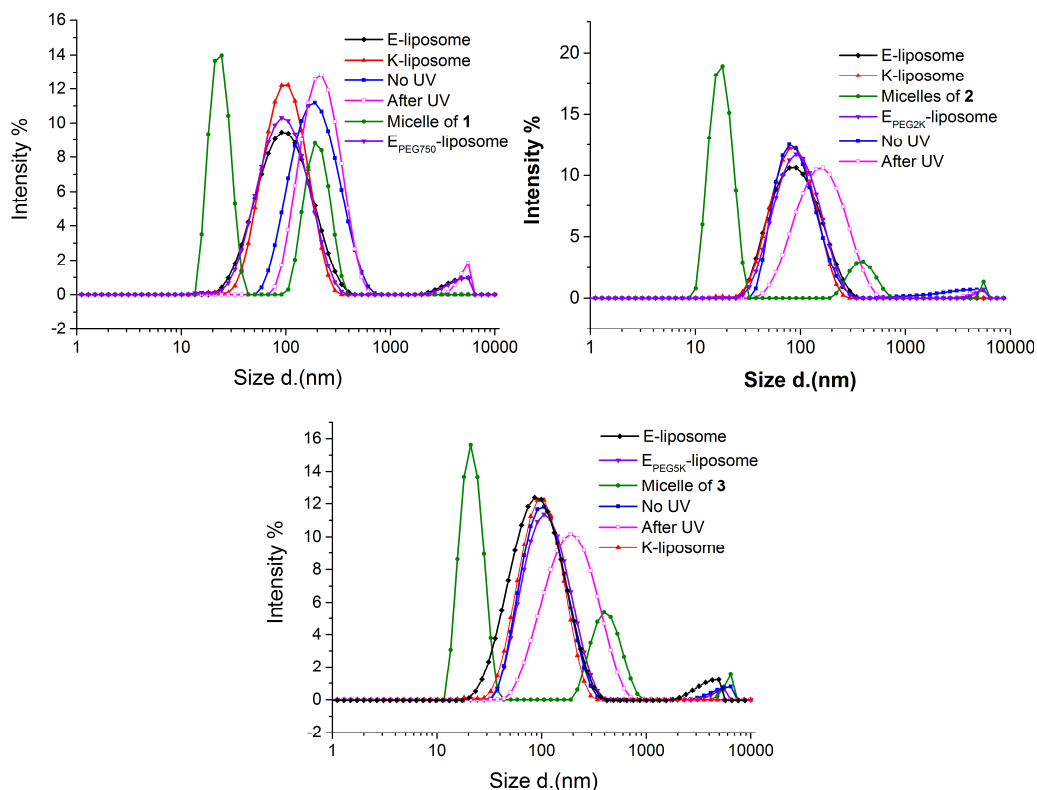 16
14
12
10
8
6
4
2
0
-2
Intensity %
1
10
100
1000
10000
Size d.(nm)
E-liposome
K-liposome
No UV
After UV
Micelle of 1
EPEG750-liposome
20
15
10
5
0
Intensity %
1
10
100
1000
10000
Size d.(nm)
E-liposome
K-liposome
Micelles of 2
EPEG2K-liposome
No UV
After UV
16
14
12
10
8
6
4
2
0
-2
Intensity %
1
10
100
1000
10000
Size d.(nm)
E-liposome
EPEG5K-liposome
Micelle of 3
No UV
After UV
K-liposome